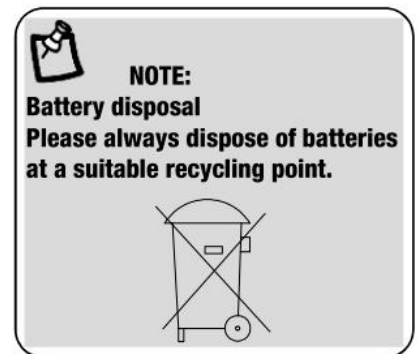 NOTE:
Battery disposal
Please always dispose of batteries
at a suitable recycling point.